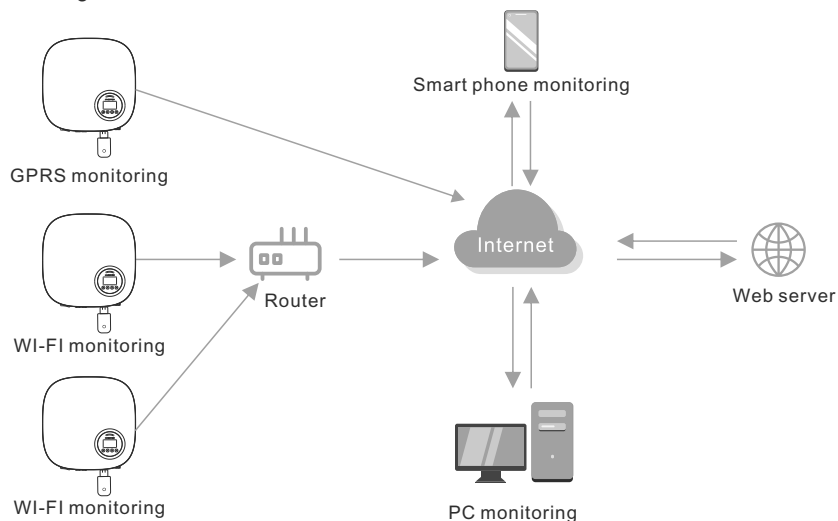 Smart phone monitoring
GPRS monitoring
Internet
Web server
Router
WI-FI monitoring
WI-FI monitoring
PC monitoring